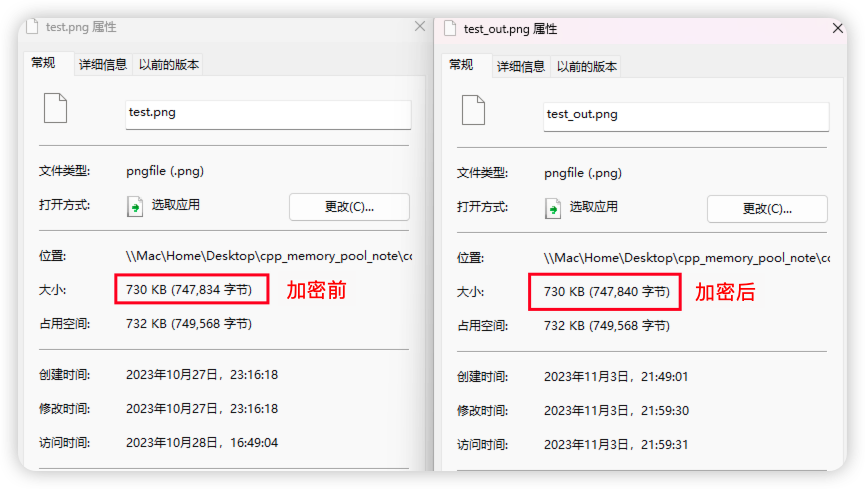 test.png 属性
常规 详细信息 以前的版本
test.png
文件类型: pngfile (.png)
打开方式: 选取应用 更改(C)...
位置: \\Mac\Home\Desktop\cpp_memory_pool_note\cc
大小: 730 KB (747,834 字节) 加密前
占用空间: 732 KB (749,568 字节)
创建时间: 2023年10月27日，23:16:18
修改时间: 2023年10月27日，23:16:18
访问时间: 2023年10月28日，16:49:04
test_out.png 属性
常规 详细信息 以前的版本
test_out.png
文件类型: pngfile (.png)
打开方式: 选取应用 更改(C)...
位置: \\Mac\Home\Desktop\cpp_memory_pool_note\cc
大小: 730 KB (747,840 字节) 加密后
占用空间: 732 KB (749,568 字节)
创建时间: 2023年11月3日，21:49:01
修改时间: 2023年11月3日，21:59:30
访问时间: 2023年11月3日，21:59:31